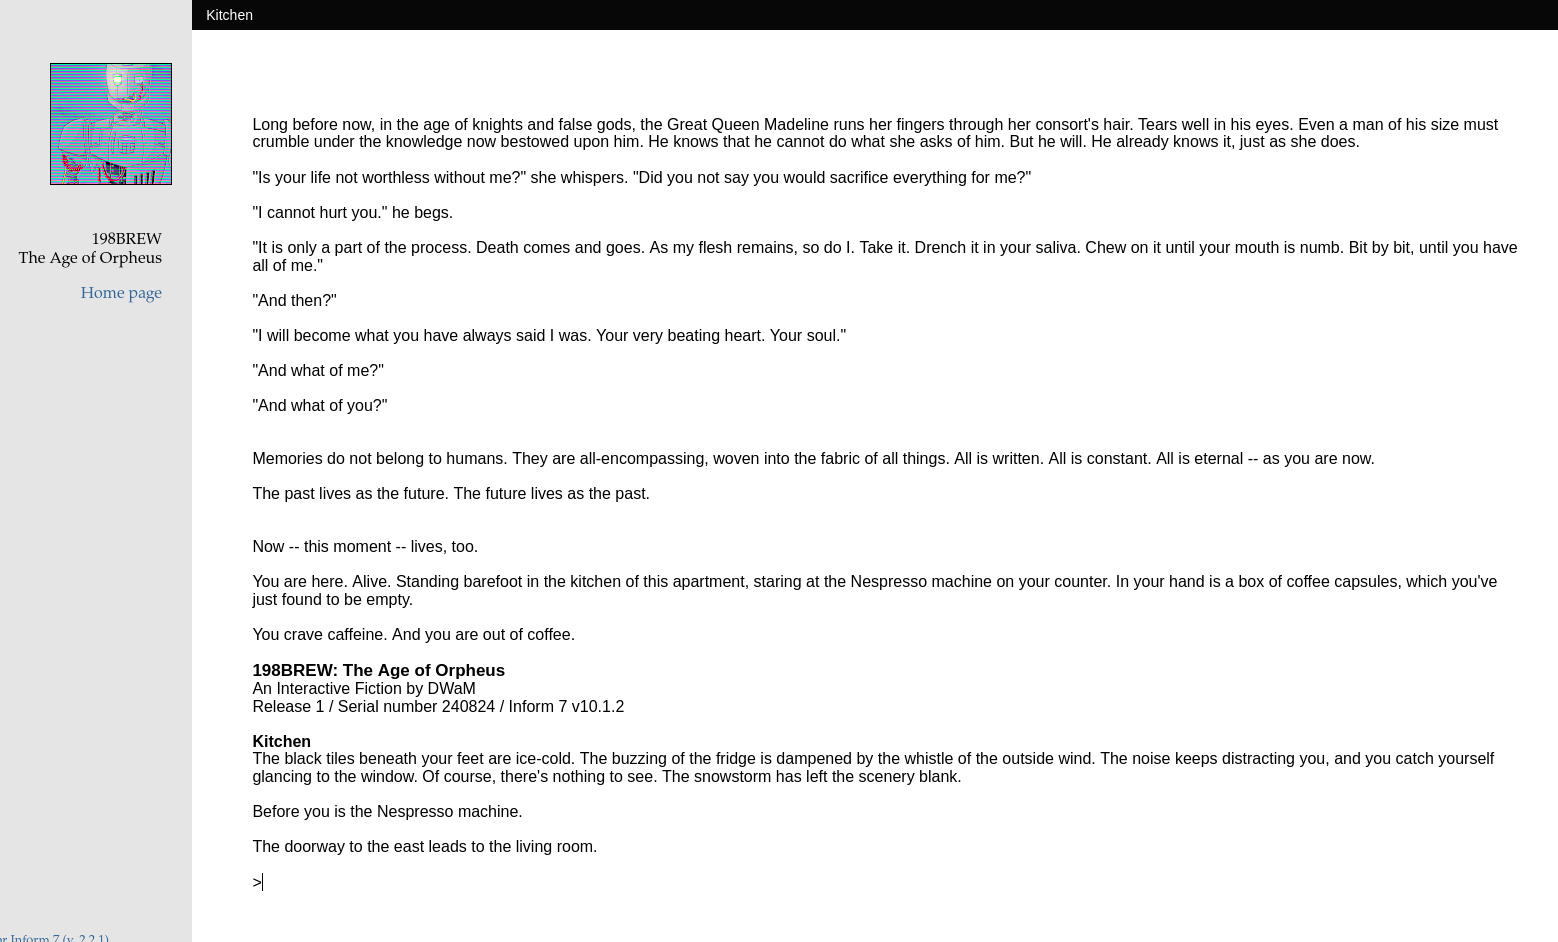 Kitchen
198BREW
The Age of Orpheus
Home page
Inform 7 (v. 2.2.1)
Long before now, in the age of knights and false gods, the Great Queen Madeline runs her fingers through her consort's hair. Tears well in his eyes. Even a man of his size must
crumble under the knowledge now bestowed upon him. He knows that he cannot do what she asks of him. But he will. He already knows it, just as she does.
"Is your life not worthless without me?" she whispers. "Did you not say you would sacrifice everything for me?"
"I cannot hurt you." he begs.
"It is only a part of the process. Death comes and goes. As my flesh remains, so do I. Take it. Drench it in your saliva. Chew on it until your mouth is numb. Bit by bit, until you have
all of me."
"And then?"
"I will become what you have always said I was. Your very beating heart. Your soul."
"And what of me?"
"And what of you?"
Memories do not belong to humans. They are all-encompassing, woven into the fabric of all things. All is written. All is constant. All is eternal -- as you are now.
The past lives as the future. The future lives as the past.
Now -- this moment -- lives, too.
You are here. Alive. Standing barefoot in the kitchen of this apartment, staring at the Nespresso machine on your counter. In your hand is a box of coffee capsules, which you've
just found to be empty.
You crave caffeine. And you are out of coffee.
198BREW: The Age of Orpheus
An Interactive Fiction by DWaM
Release 1 / Serial number 240824 / Inform 7 v10.1.2
Kitchen
The black tiles beneath your feet are ice-cold. The buzzing of the fridge is dampened by the whistle of the outside wind. The noise keeps distracting you, and you catch yourself
glancing to the window. Of course, there's nothing to see. The snowstorm has left the scenery blank.
Before you is the Nespresso machine.
The doorway to the east leads to the living room.
>